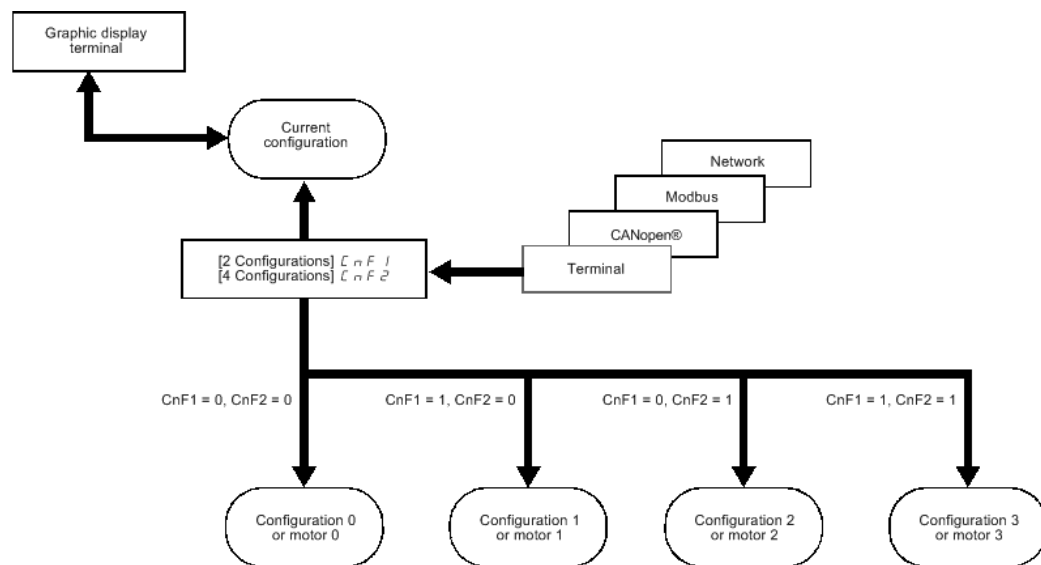 Graphic display
terminal
Current
configuration
Network
Modbus
CANopen®
Terminal
[2 Configurations] CnF1
[4 Configurations] CnF2
CnF1 = 0, CnF2 = 0
CnF1 = 1, CnF2 = 0
CnF1 = 0, CnF2 = 1
CnF1 = 1, CnF2 = 1
Configuration 0
or motor 0
Configuration 1
or motor 1
Configuration 2
or motor 2
Configuration 3
or motor 3